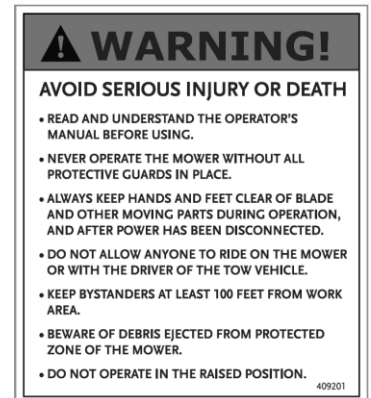 WARNING!
AVOID SERIOUS INJURY OR DEATH
• READ AND UNDERSTAND THE OPERATOR'S
MANUAL BEFORE USING.
• NEVER OPERATE THE MOWER WITHOUT ALL
PROTECTIVE GUARDS IN PLACE.
• ALWAYS KEEP HANDS AND FEET CLEAR OF BLADE
AND OTHER MOVING PARTS DURING OPERATION,
AND AFTER POWER HAS BEEN DISCONNECTED.
• DO NOT ALLOW ANYONE TO RIDE ON THE MOWER
OR WITH THE DRIVER OF THE TOW VEHICLE.
• KEEP BYSTANDERS AT LEAST 100 FEET FROM WORK
AREA.
• BEWARE OF DEBRIS EJECTED FROM PROTECTED
ZONE OF THE MOWER.
• DO NOT OPERATE IN THE RAISED POSITION.
409201